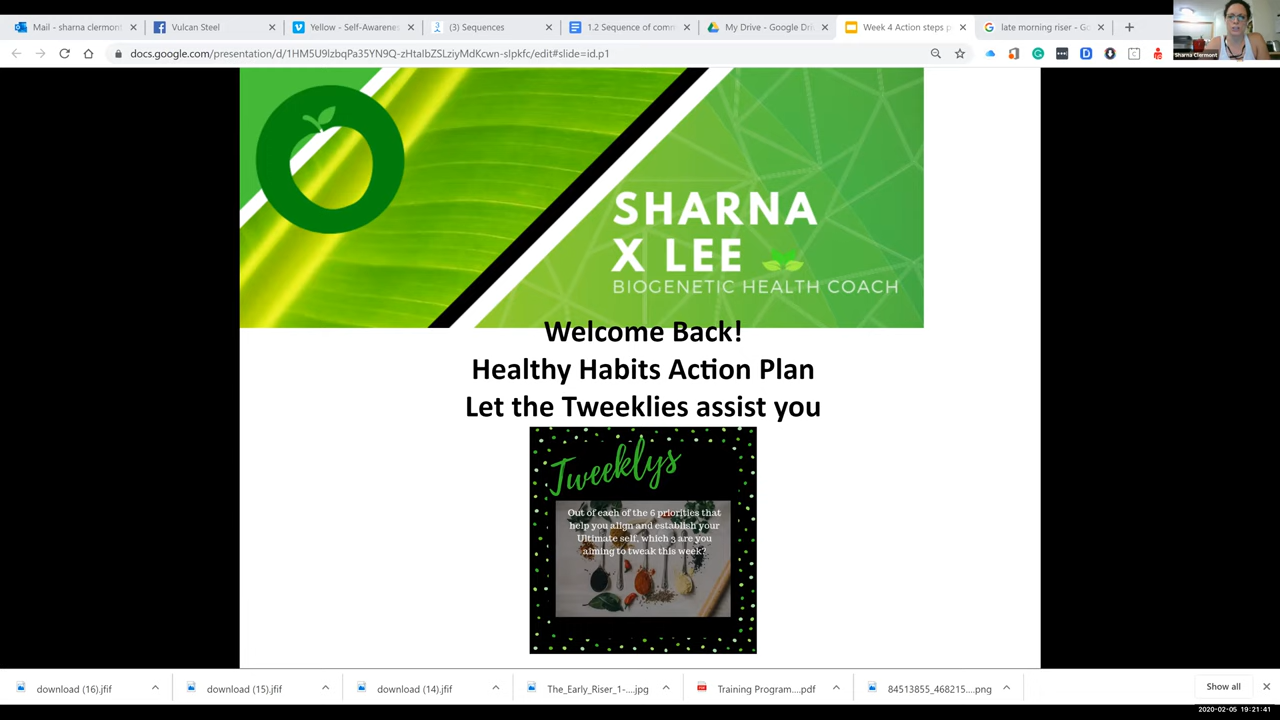 Mail - sharna clermont
Vulcan Steel
Yellow - Self-Awarene
(3) Sequences
1.2 Sequence of com
My Drive - Google Dri
Week 4 Action steps p
late morning riser - Go
docs.google.com/presentation/d/
edit#slide=id.p1
Sharna Clermont
SHARNA
X LEE
BIOGENETIC HEALTH COACH
Welcome Back!
Healthy Habits Action Plan
Let the Tweeklies assist you
Tweeklys
Out of each of the 6 priorities that
help you align and establish your
Ultimate self, which 3 are you
aiming to tweak this week?
download (16).jfif
download (15).jfif
download (14).jfif
The_Early_Riser_1-....jpg
Training Program....pdf
84513855_468215....png
Show all
2020-02-05 19:21:41